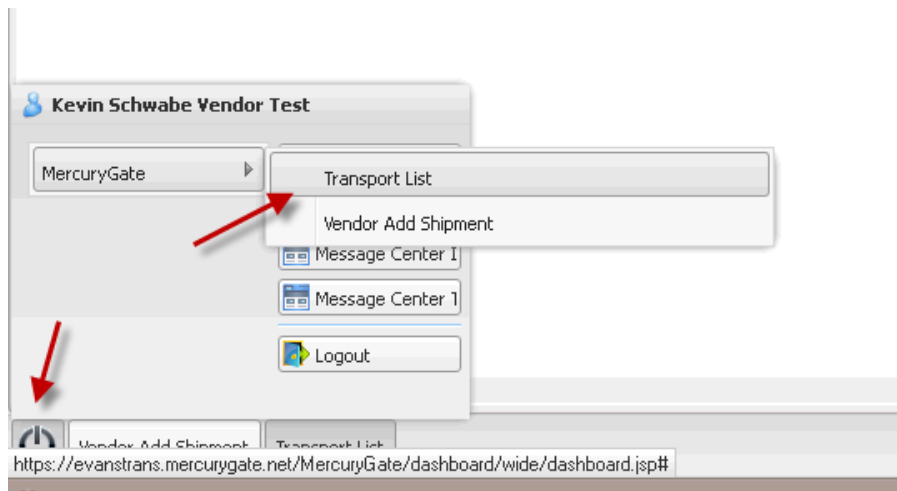 Kevin Schwabe Vendor Test
MercuryGate
Transport List
Vendor Add Shipment
Message Center I
Message Center 1
Logout
Vendor Add Shipment Transport List
https://evanstrans.mercurygate.net/MercuryGate/dashboard/wide/dashboard.jsp#